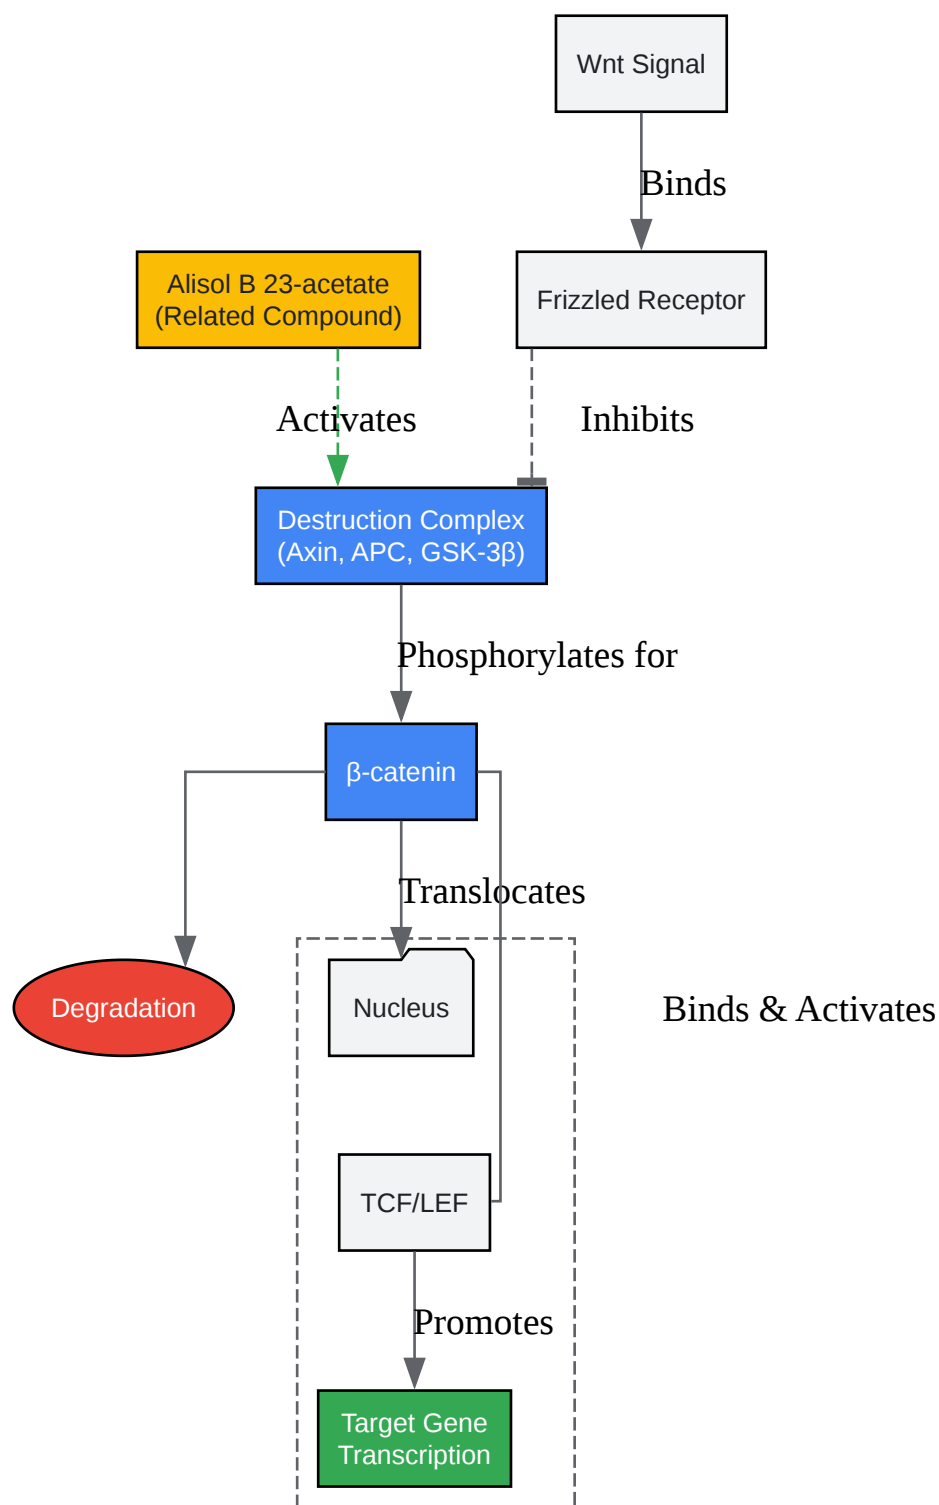 Wnt Signal
Binds
Alisol B 23-acetate
(Related Compound)
Frizzled Receptor
Activates
Inhibits
Destruction Complex
(Axin, APC, GSK-3β)
Phosphorylates for
β-catenin
Translocates
Degradation
Nucleus
Binds & Activates
TCF/LEF
Promotes
Target Gene
Transcription